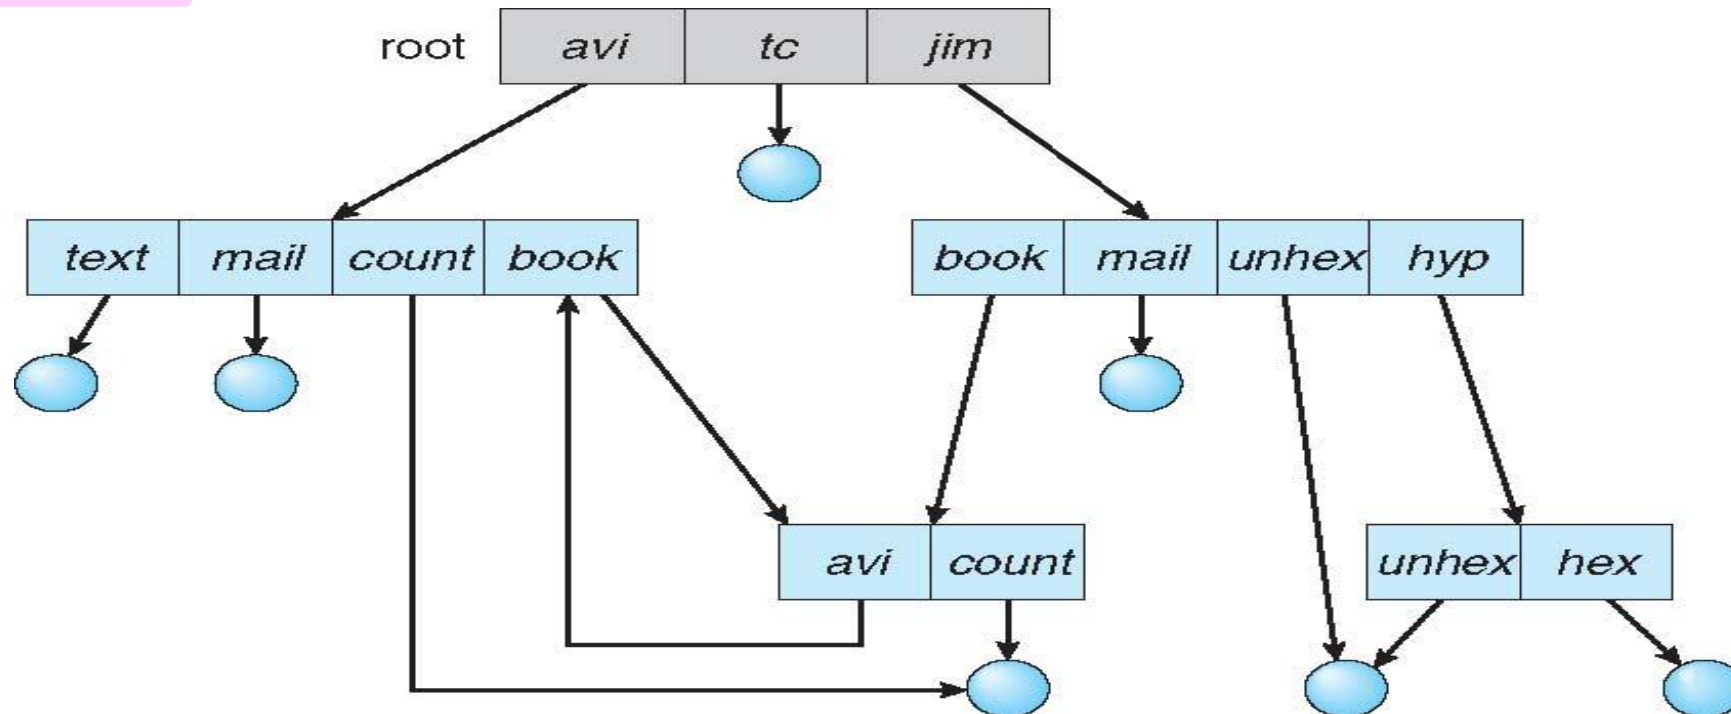 root avi tc jim
text mail count book book mail unhex hyp
avi count unhex hex